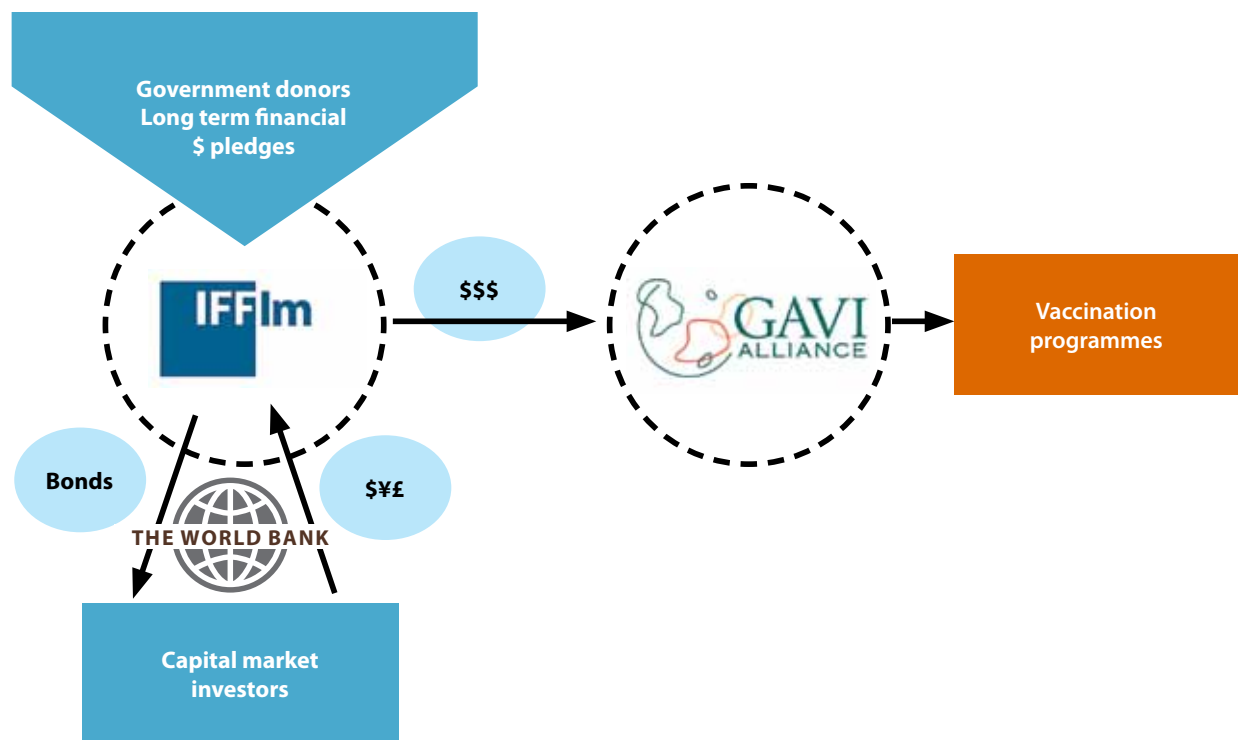 Government donors
Long term financial
$ pledges
IFFIm
$$$
GAVI
ALLIANCE
Vaccination
programmes
Bonds
$¥£
THE WORLD BANK
Capital market
investors